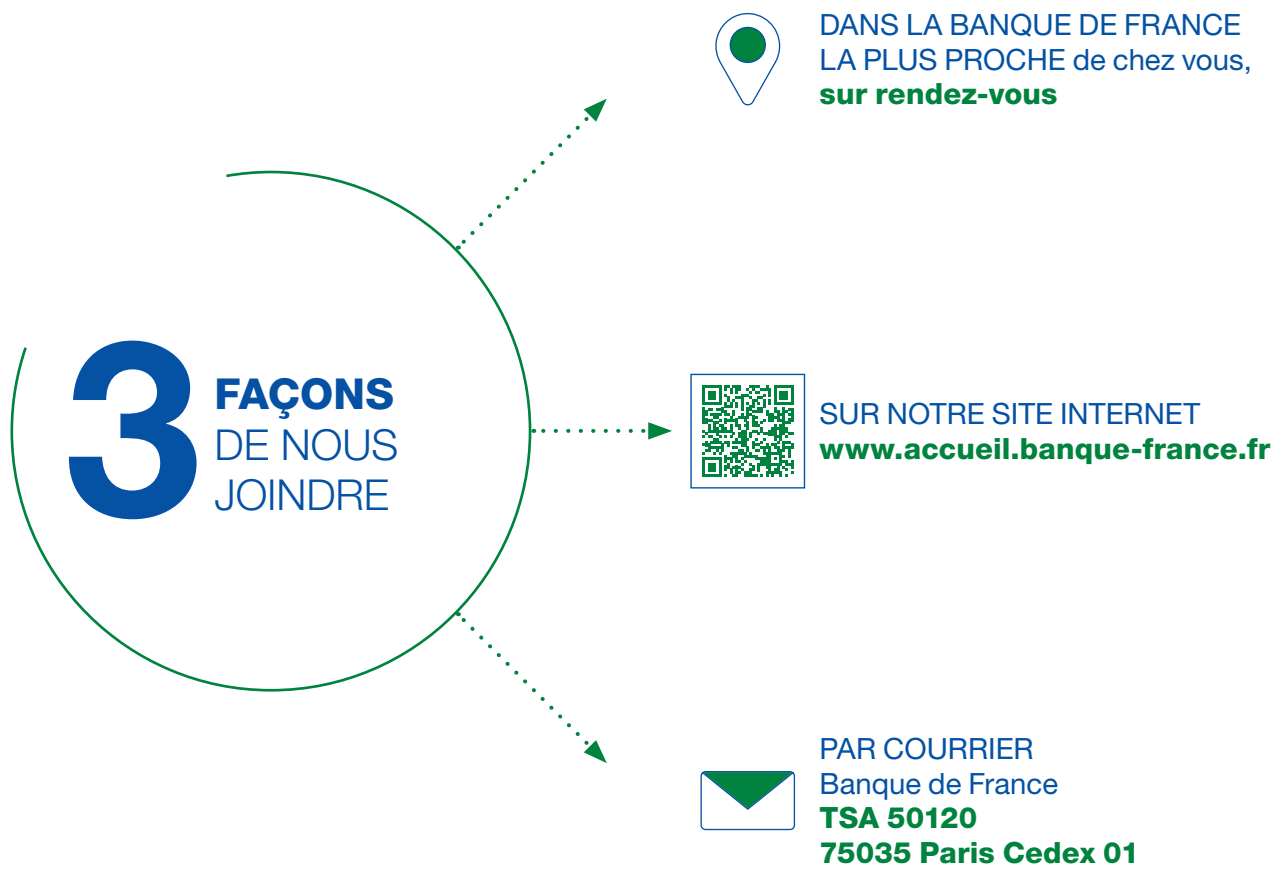 3 FAÇONS
DE NOUS
JOINDRE
DANS LA BANQUE DE FRANCE
LA PLUS PROCHE de chez vous,
sur rendez-vous
SUR NOTRE SITE INTERNET
www.accueil.banque-france.fr
PAR COURRIER
Banque de France
TSA 50120
75035 Paris Cedex 01